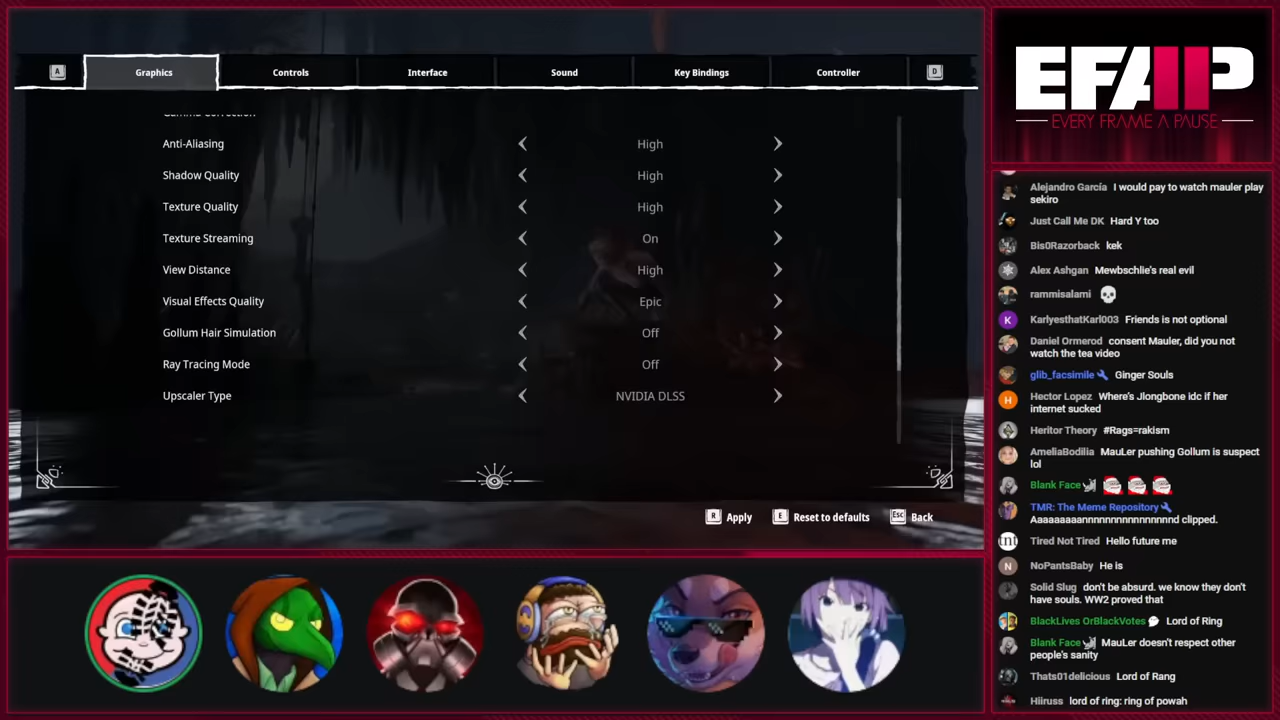 A
Graphics
Controls
Interface
Sound
Key Bindings
Controller
D
Gamma Correction
Anti-Aliasing
High
Shadow Quality
High
Texture Quality
High
Texture Streaming
On
View Distance
High
Visual Effects Quality
Epic
Gollum Hair Simulation
Off
Ray Tracing Mode
Off
Upscaler Type
NVIDIA DLSS
R Apply
E Reset to defaults
Esc Back
EFAP
EVERY FRAME A PAUSE
Alejandro García I would pay to watch mauler play
sekiro
Just Call Me DK Hard Y too
Bis0Razorback kek
Alex Ashgan Mewbschlie's real evil
rammisalami
K KarlyesthatKarl003 Friends is not optional
Daniel Ormerod consent Mauler, did you not
watch the tea video
glib_facsimile Ginger Souls
H Hector Lopez Where's Jlongbone idc if her
internet sucked
Heritor Theory #Rags=rakism
AmeliaBodilia MauLer pushing Gollum is suspect
lol
Blank Face
TMR: The Meme Repository
Aaaaaaaannnnnnnnnnnnnnnd clipped.
tnt Tired Not Tired Hello future me
N NoPantsBaby He is
Solid Slug don't be absurd. we know they don't
have souls. WW2 proved that
BlackLives OrBlackVotes Lord of Ring
Blank Face MauLer doesn't respect other
people's sanity
Thats01delicious Lord of Rang
Hiiruss lord of ring: ring of powah